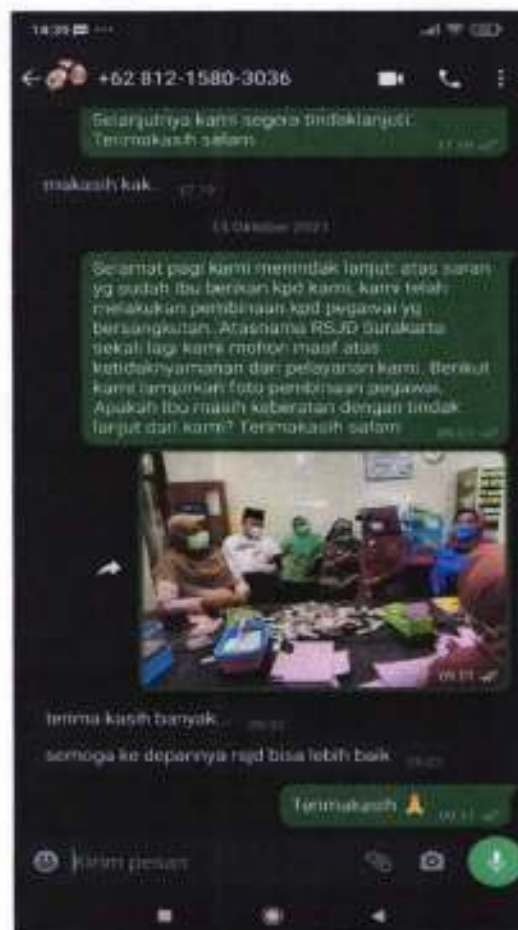 18:39
+62 812-1580-3036
Selanjutnya kami segera tindaklanjuti.
Terimakasih salam
makasih kak..
13 Oktober 2021
Selamat pagi kami menindak lanjuti atas saran
yg sudah ibu berikan kpd kami, kami telah
melakukan pembinaan kpd pegawai yg
bersangkutan. Atasnama RSJD Surakarta
sekali lagi kami mohon maaf atas
ketidaknyamanan dari pelayanan kami. Berikut
kami lampirkan foto pembinaan pegawai,
Apakah Ibu masih keberatan dengan tindak
lanjut dari kami? Terimakasih salam
terima kasih banyak...
semoga ke depannya rsjd bisa lebih baik
Terimakasih 🙏
Kirim pesan